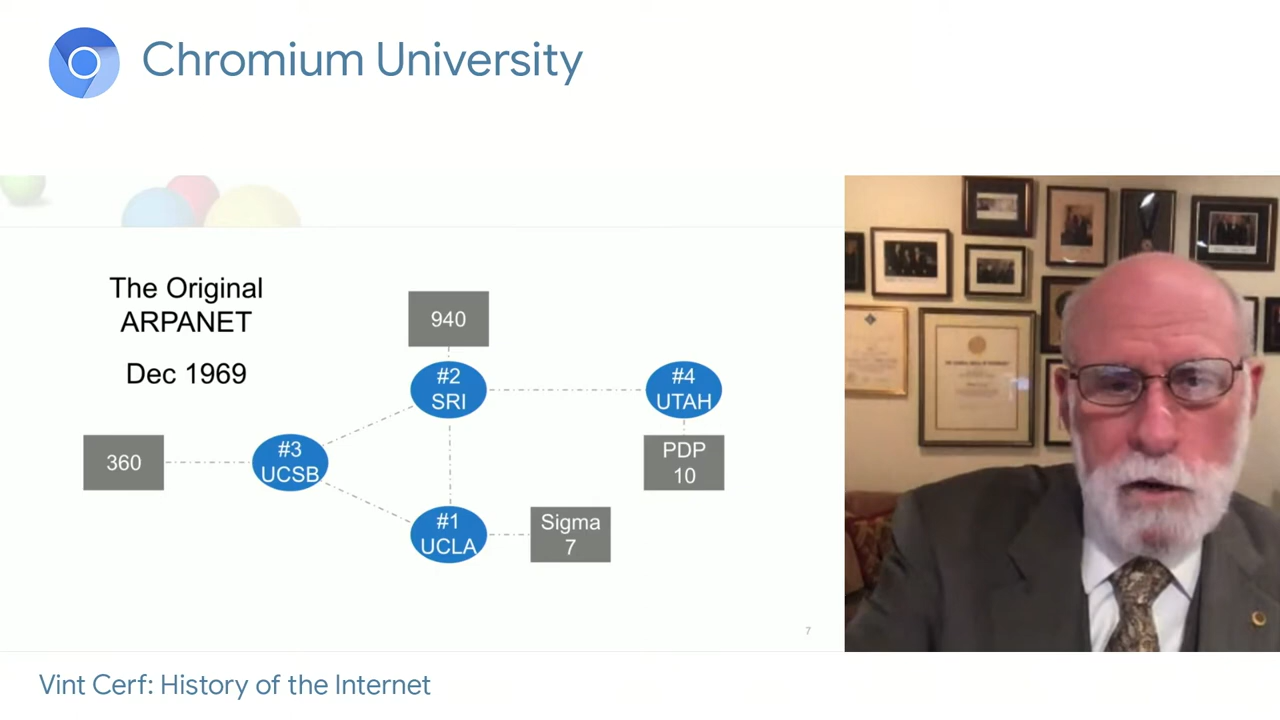 Chromium University
The Original
ARPANET
Dec 1969
940
#2
SRI
#4
UTAH
360
#3
UCSB
PDP
10
#1
UCLA
Sigma
7
7
Vint Cerf: History of the Internet